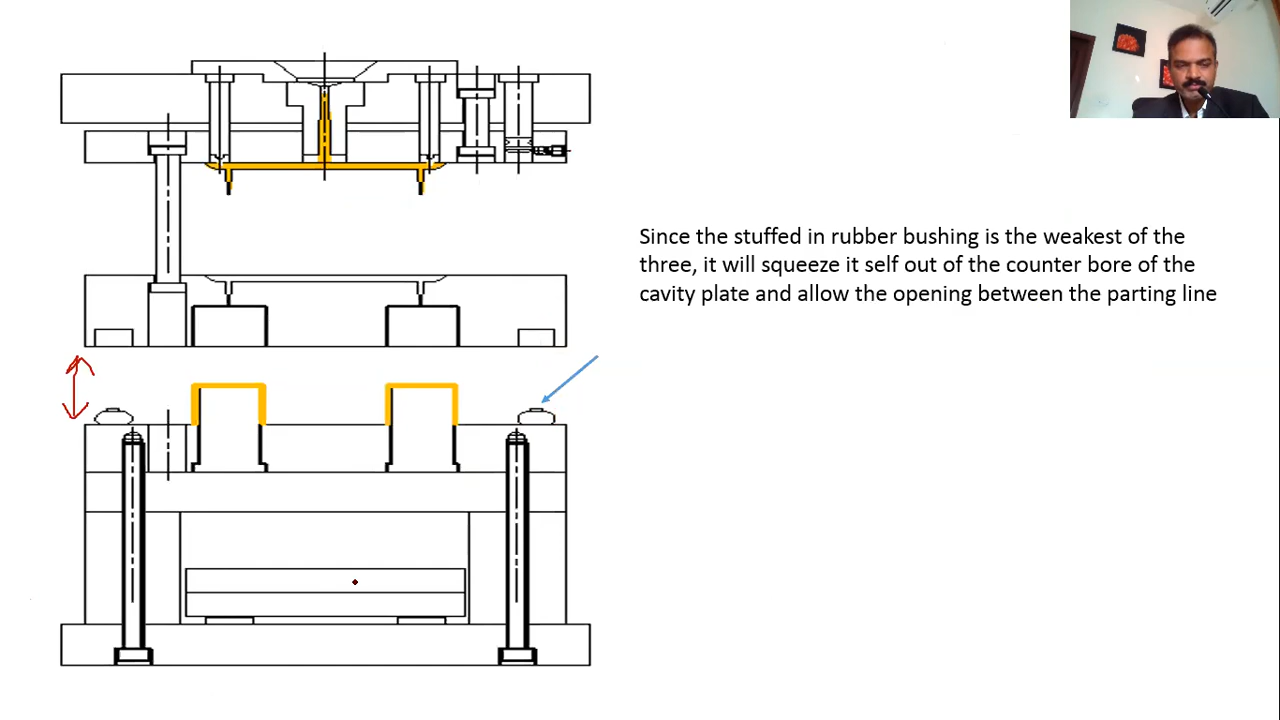 Since the stuffed in rubber bushing is the weakest of the
three, it will squeeze it self out of the counter bore of the
cavity plate and allow the opening between the parting line